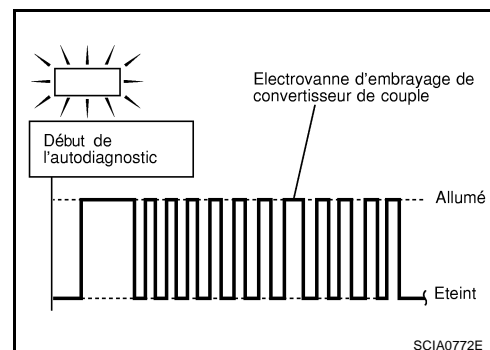 Electrovanne d'embrayage de
convertisseur de couple
Début de
l'autodiagnostic
Allumé
Eteint
SCIA0772E